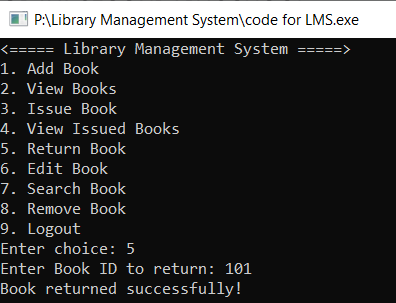 P:\Library Management System\code for LMS.exe
<===== Library Management System =====>
1. Add Book
2. View Books
3. Issue Book
4. View Issued Books
5. Return Book
6. Edit Book
7. Search Book
8. Remove Book
9. Logout
Enter choice: 5
Enter Book ID to return: 101
Book returned successfully!